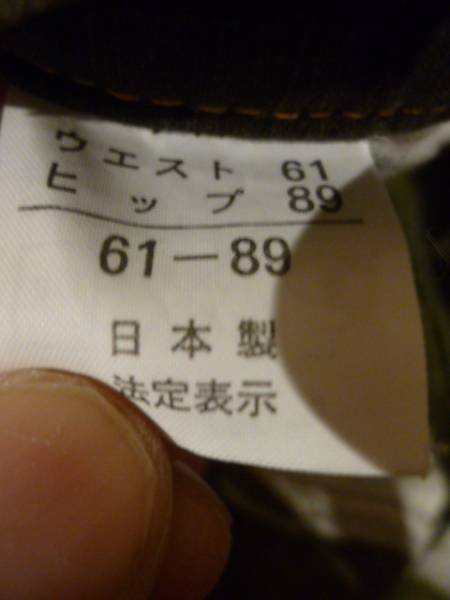 ウエスト 61
ヒップ 89
61-89
日本製
法定表示